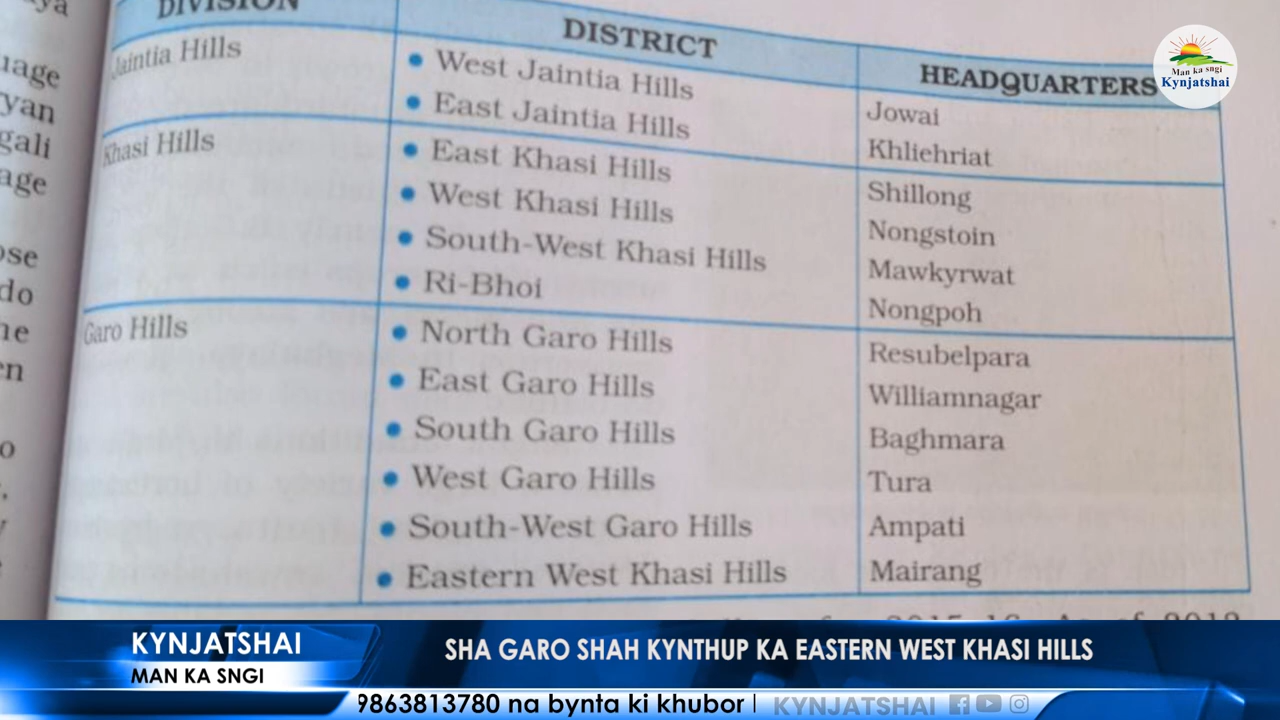 DIVISION DISTRICT HEADQUARTERS
Jaintia Hills • West Jaintia Hills Jowai
• East Jaintia Hills Khliehriat
Khasi Hills • East Khasi Hills Shillong
• West Khasi Hills Nongstoin
• South-West Khasi Hills Mawkyrwat
• Ri-Bhoi Nongpoh
Garo Hills • North Garo Hills Resubelpara
• East Garo Hills Williamnagar
• South Garo Hills Baghmara
• West Garo Hills Tura
• South-West Garo Hills Ampati
• Eastern West Khasi Hills Mairang
Man ka sngi
Kynjatshai
KYNJATSHAI
MAN KA SNGI
SHA GARO SHAH KYNTHUP KA EASTERN WEST KHASI HILLS
9863813780 na bynta ki khubor | KYNJATSHAI